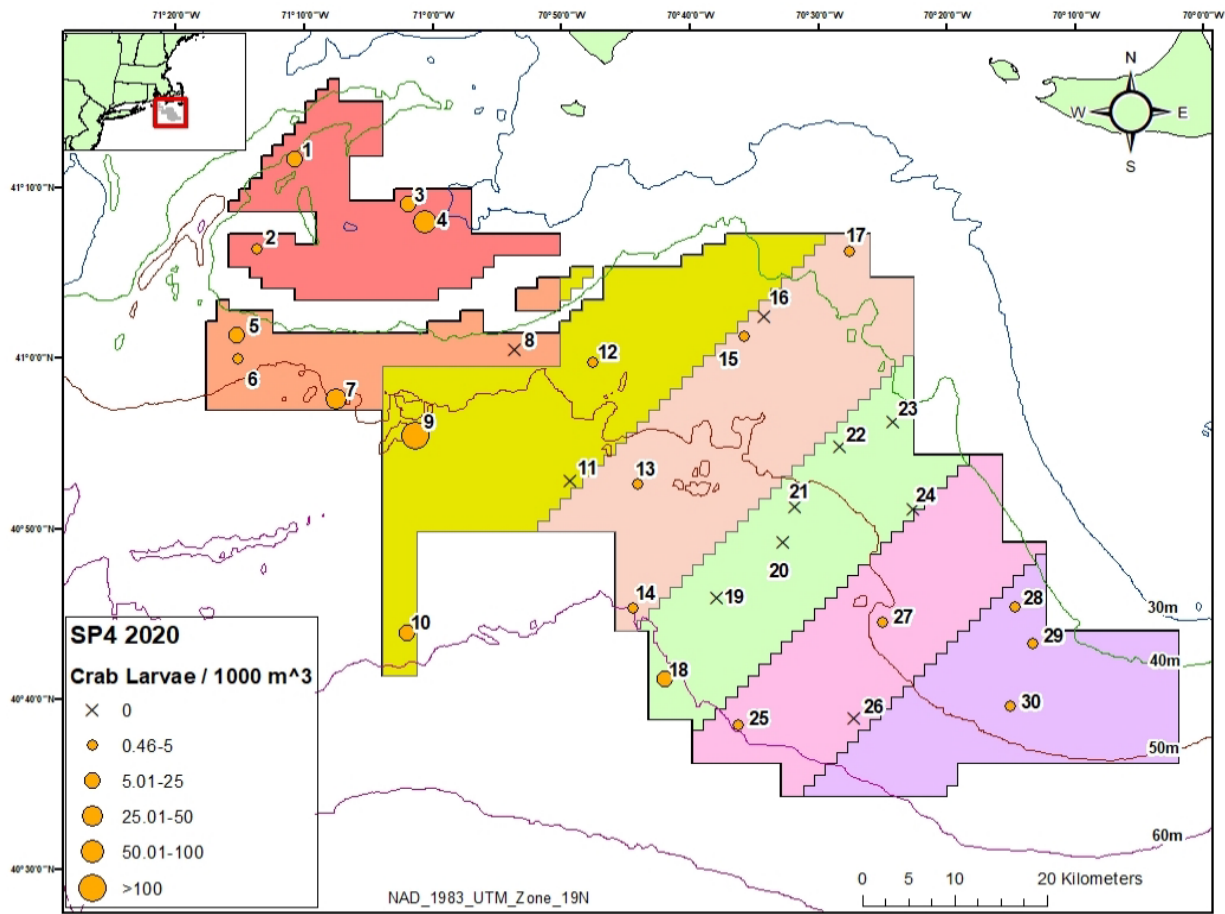 71°20'0"W 71°10'0"W 71°0'0"W 70°50'0"W 70°40'0"W 70°30'0"W 70°20'0"W 70°10'0"W 70°0'0"W
N
W E
S
1
41°10'0"N
3
4
2
17
16
5
8
41°0'0"N
12
15
6
7
23
9
22
11
13
21
24
40°50'0"N
20
14
19
28
30m
27
SP4 2020
10
29
40m
Crab Larvae / 1000 m^3
18
40°40'0"N
0
25
26
30
0.46-5
50m
5.01-25
25.01-50
60m
50.01-100
40°30'0"N
>100
NAD_1983_UTM_Zone_19N
0 5 10 20 Kilometers